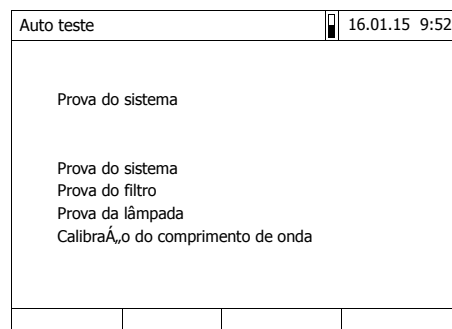 Auto teste 16.01.15 9:52
Prova do sistema
Prova do sistema
Prova do filtro
Prova da lâmpada
CalibraÁ„o do comprimento de onda